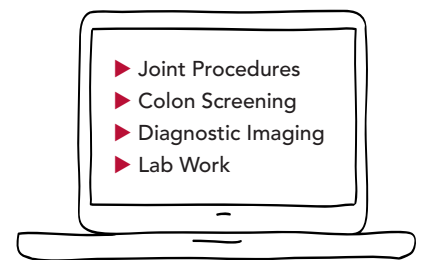 ▶ Joint Procedures
▶ Colon Screening
▶ Diagnostic Imaging
▶ Lab Work